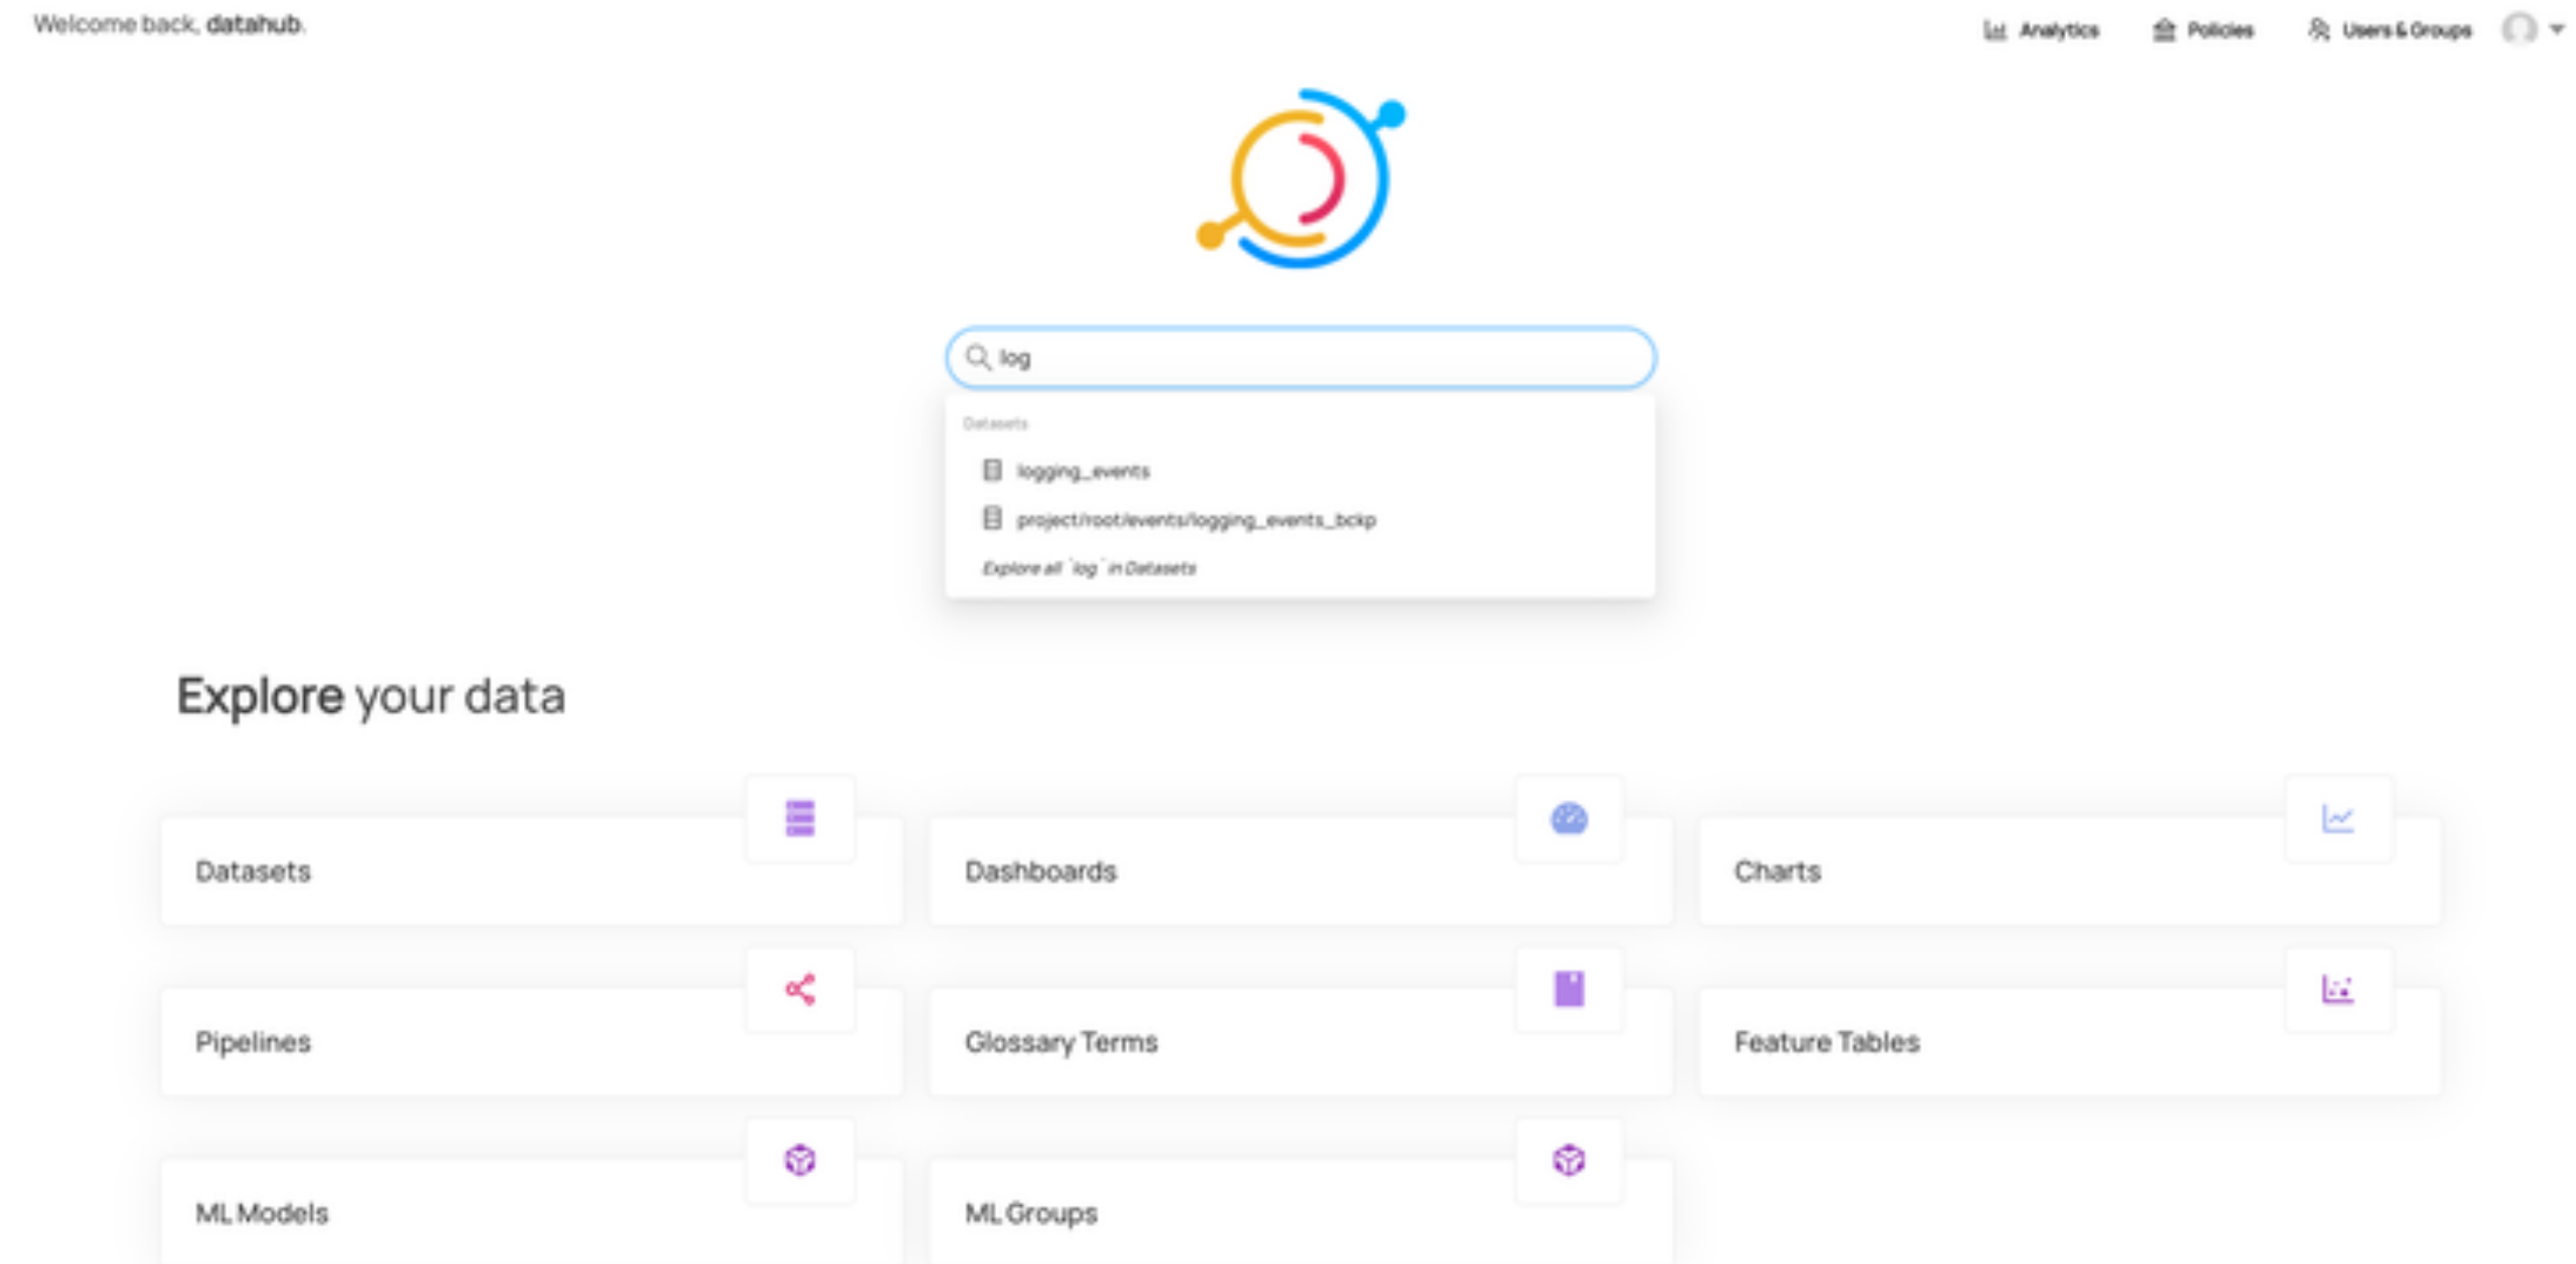 Welcome back, datahub.
Analytics
Policies
Users & Groups
log
Datasets
logging_events
project/root/events/logging_events_bckp
Explore all `log` in Datasets
Explore your data
Datasets
Dashboards
Charts
Pipelines
Glossary Terms
Feature Tables
ML Models
ML Groups